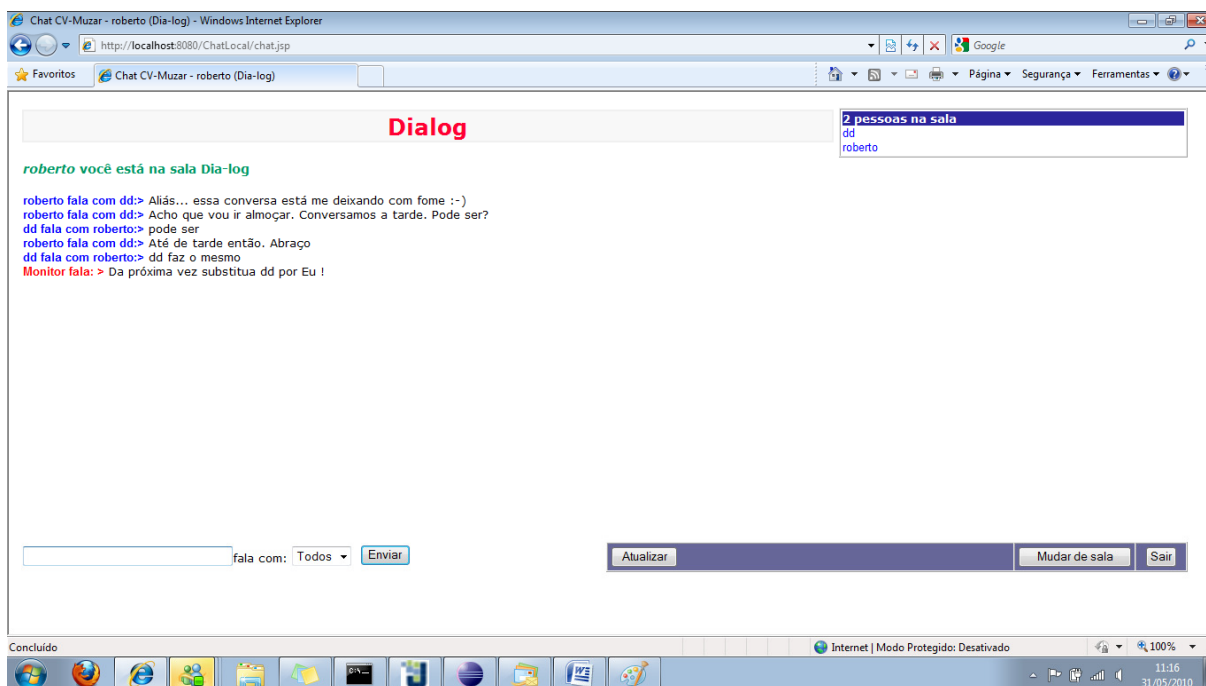 Chat CV-Muzar - roberto (Dia-log) - Windows Internet Explorer
http://localhost:8080/ChatLocal/chat.jsp
Google
Favoritos
Chat CV-Muzar - roberto (Dia-log)
Página
Segurança
Ferramentas
Dialog
2 pessoas na sala
dd
roberto
roberto você está na sala Dia-log
roberto fala com dd:> Aliás... essa conversa está me deixando com fome :-)
roberto fala com dd:> Acho que vou ir almoçar. Conversamos a tarde. Pode ser?
dd fala com roberto:> pode ser
roberto fala com dd:> Até de tarde então. Abraço
dd fala com roberto:> dd faz o mesmo
Monitor fala: > Da próxima vez substitua dd por Eu !
fala com: Todos Enviar
Atualizar
Mudar de sala
Sair
Concluído
Internet | Modo Protegido: Desativado
100%
11:16
31/05/2010